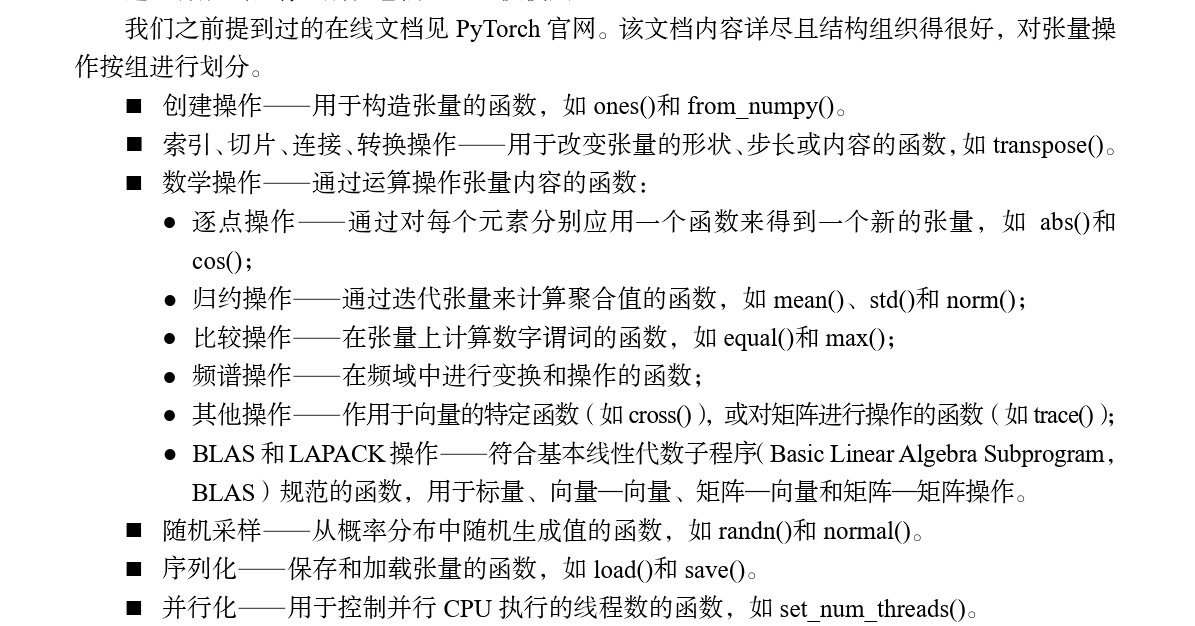 我们之前提到过的在线文档见 PyTorch 官网。该文档内容详尽且结构组织得很好，对张量操
作按组进行划分。
■ 创建操作——用于构造张量的函数，如 ones()和 from_numpy()。
■ 索引、切片、连接、转换操作——用于改变张量的形状、步长或内容的函数，如 transpose()。
■ 数学操作——通过运算操作张量内容的函数：
● 逐点操作——通过对每个元素分别应用一个函数来得到一个新的张量，如 abs()和
cos()；
● 归约操作——通过迭代张量来计算聚合值的函数，如 mean()、std()和 norm()；
● 比较操作——在张量上计算数字谓词的函数，如 equal()和 max()；
● 频谱操作——在频域中进行变换和操作的函数；
● 其他操作——作用于向量的特定函数（如 cross()），或对矩阵进行操作的函数（如 trace()）；
● BLAS 和 LAPACK 操作——符合基本线性代数子程序（Basic Linear Algebra Subprogram，
BLAS）规范的函数，用于标量、向量—向量、矩阵—向量和矩阵—矩阵操作。
■ 随机采样——从概率分布中随机生成值的函数，如 randn()和 normal()。
■ 序列化——保存和加载张量的函数，如 load()和 save()。
■ 并行化——用于控制并行 CPU 执行的线程数的函数，如 set_num_threads()。